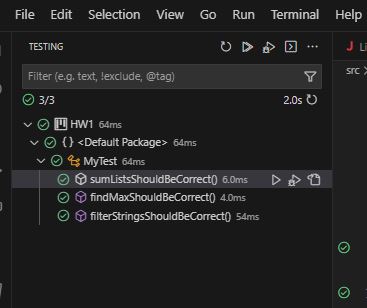 File Edit Selection View Go Run Terminal Help
TESTING
Filter (e.g. text, !exclude, @tag)
3/3 2.0s
HW1 64ms
{} <Default Package> 64ms
MyTest 64ms
sumListsShouldBeCorrect() 6.0ms
findMaxShouldBeCorrect() 4.0ms
filterStringsShouldBeCorrect() 54ms
J Li
src